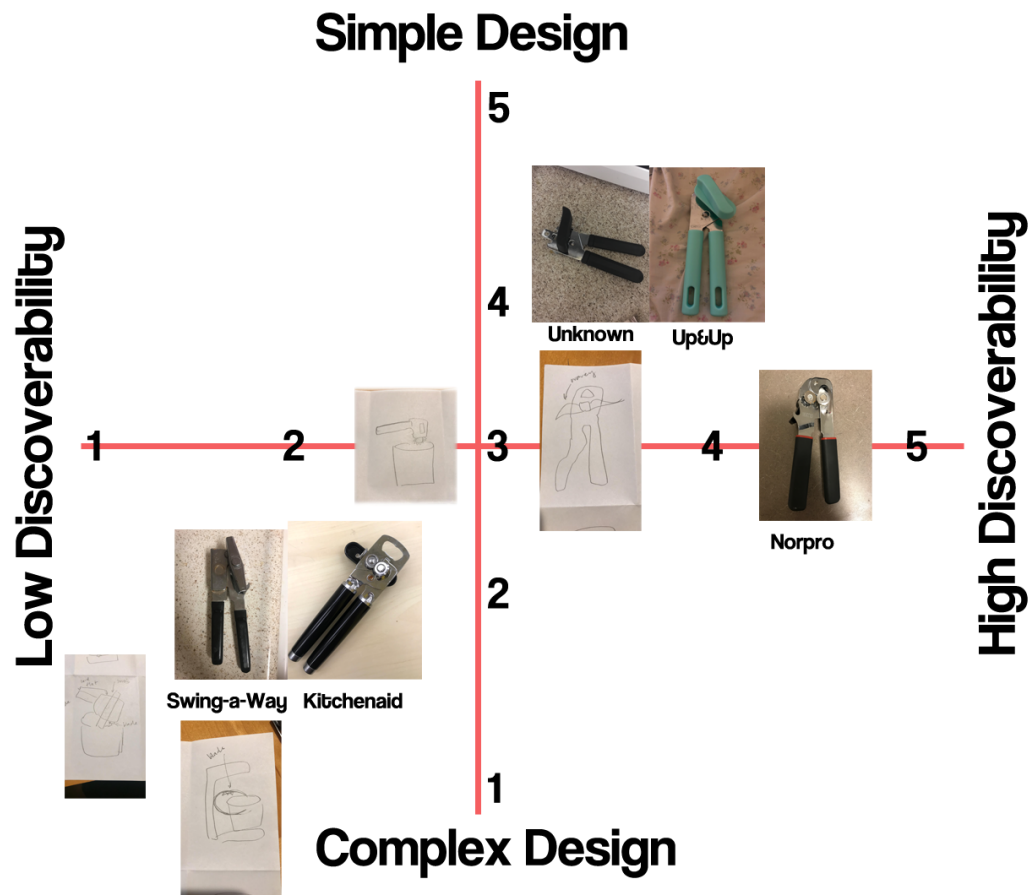 Simple Design
5
4
Unknown
Up&Up
Low Discoverability
High Discoverability
1
2
3
4
5
Norpro
2
Swing-a-Way
Kitchenaid
blade
1
Complex Design